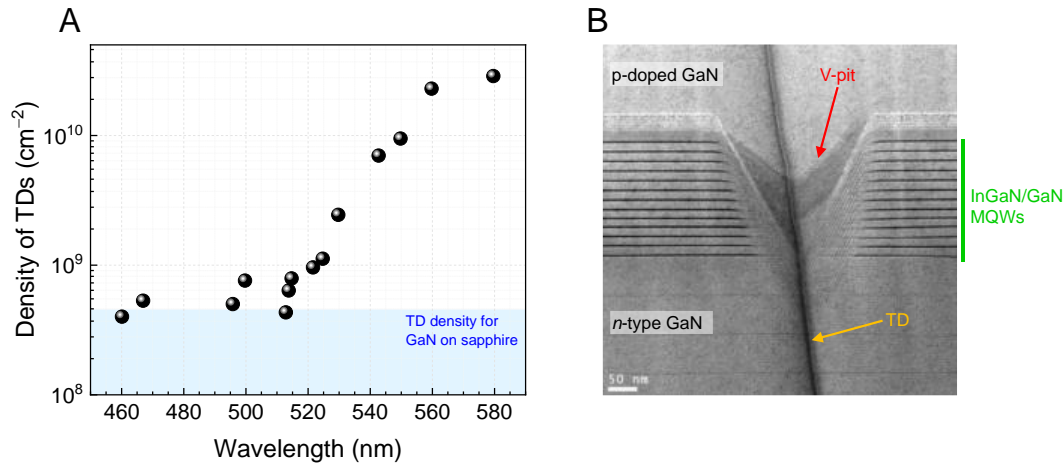 A
Density of TDs (cm⁻²)
10¹⁰
10⁹
10⁸
TD density for
GaN on sapphire
460 480 500 520 540 560 580
Wavelength (nm)
B
p-doped GaN
V-pit
InGaN/GaN
MQWs
n-type GaN
TD
50 nm